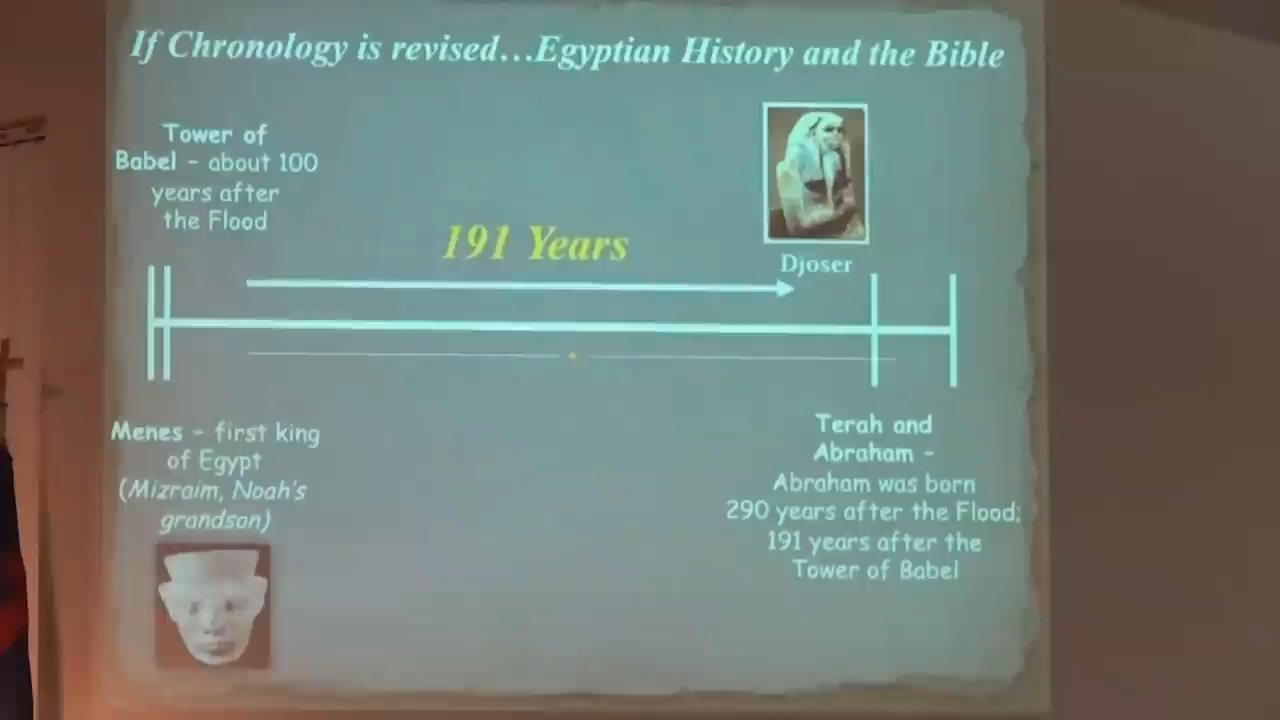 If Chronology is revised...Egyptian History and the Bible
Tower of
Babel - about 100
years after
the Flood
191 Years
Djoser
Menes - first king
of Egypt
(Mizraim, Noah's
grandson)
Terah and
Abraham -
Abraham was born
290 years after the Flood;
191 years after the
Tower of Babel